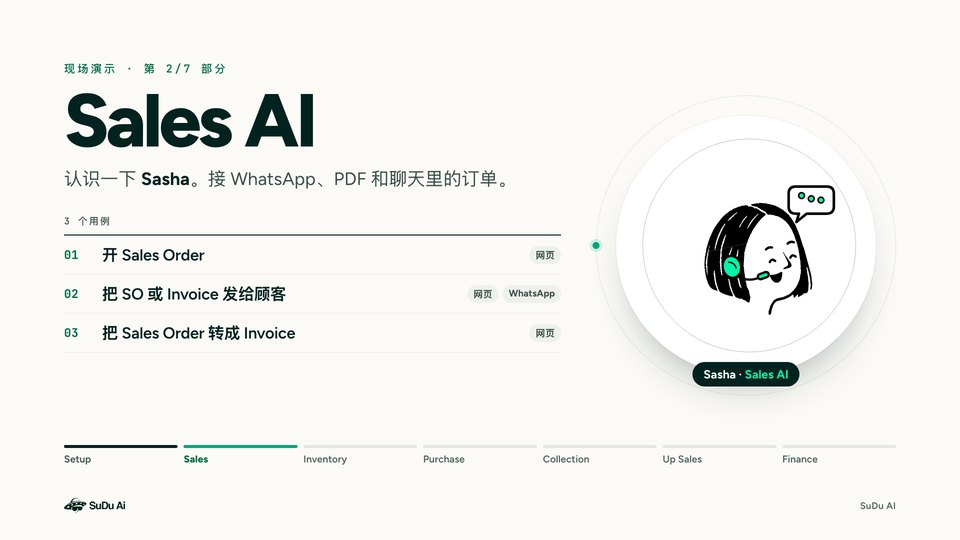 现场演示 · 第 2/7 部分
Sales AI
认识一下 Sasha。接 WhatsApp、PDF 和聊天里的订单。
3 个用例
01 开 Sales Order 网页
02 把 SO 或 Invoice 发给顾客 网页 WhatsApp
03 把 Sales Order 转成 Invoice 网页
Sasha · Sales AI
Setup Sales Inventory Purchase Collection Up Sales Finance
SuDu Ai
SuDu AI